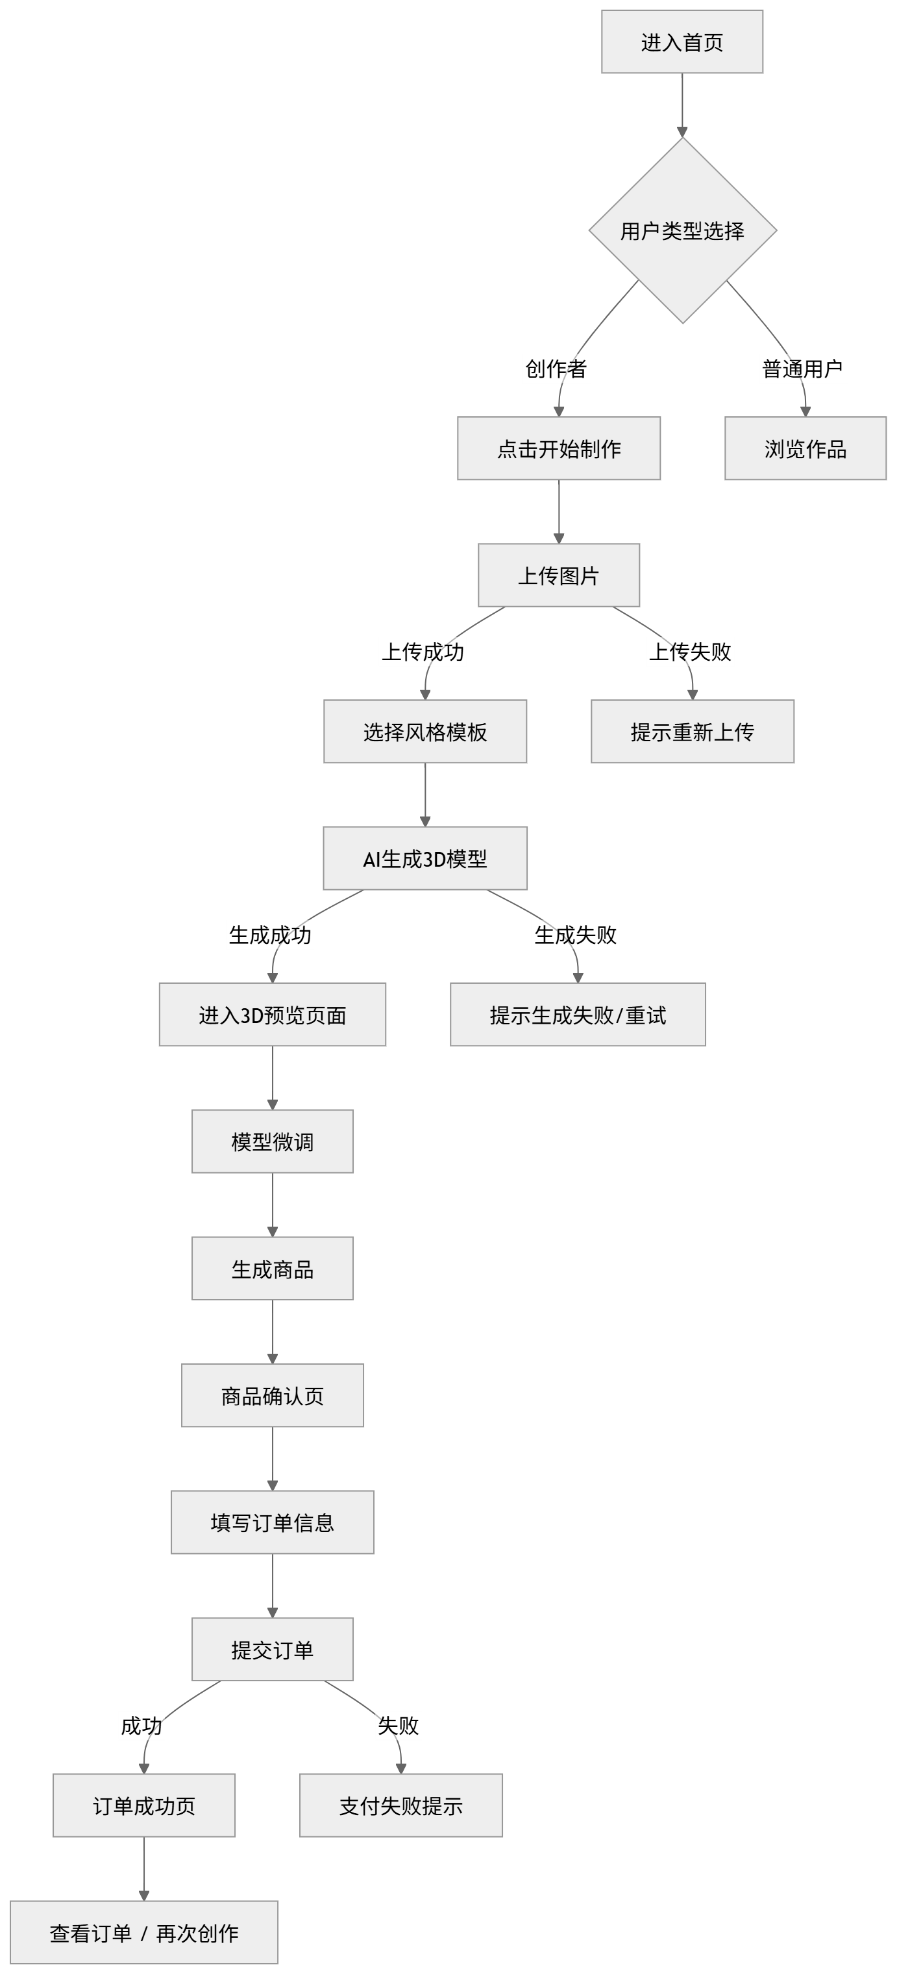 进入首页
用户类型选择
创作者
普通用户
点击开始制作
浏览作品
上传图片
上传成功
上传失败
选择风格模板
提示重新上传
AI生成3D模型
生成成功
生成失败
进入3D预览页面
提示生成失败/重试
模型微调
生成商品
商品确认页
填写订单信息
提交订单
成功
失败
订单成功页
支付失败提示
查看订单 / 再次创作